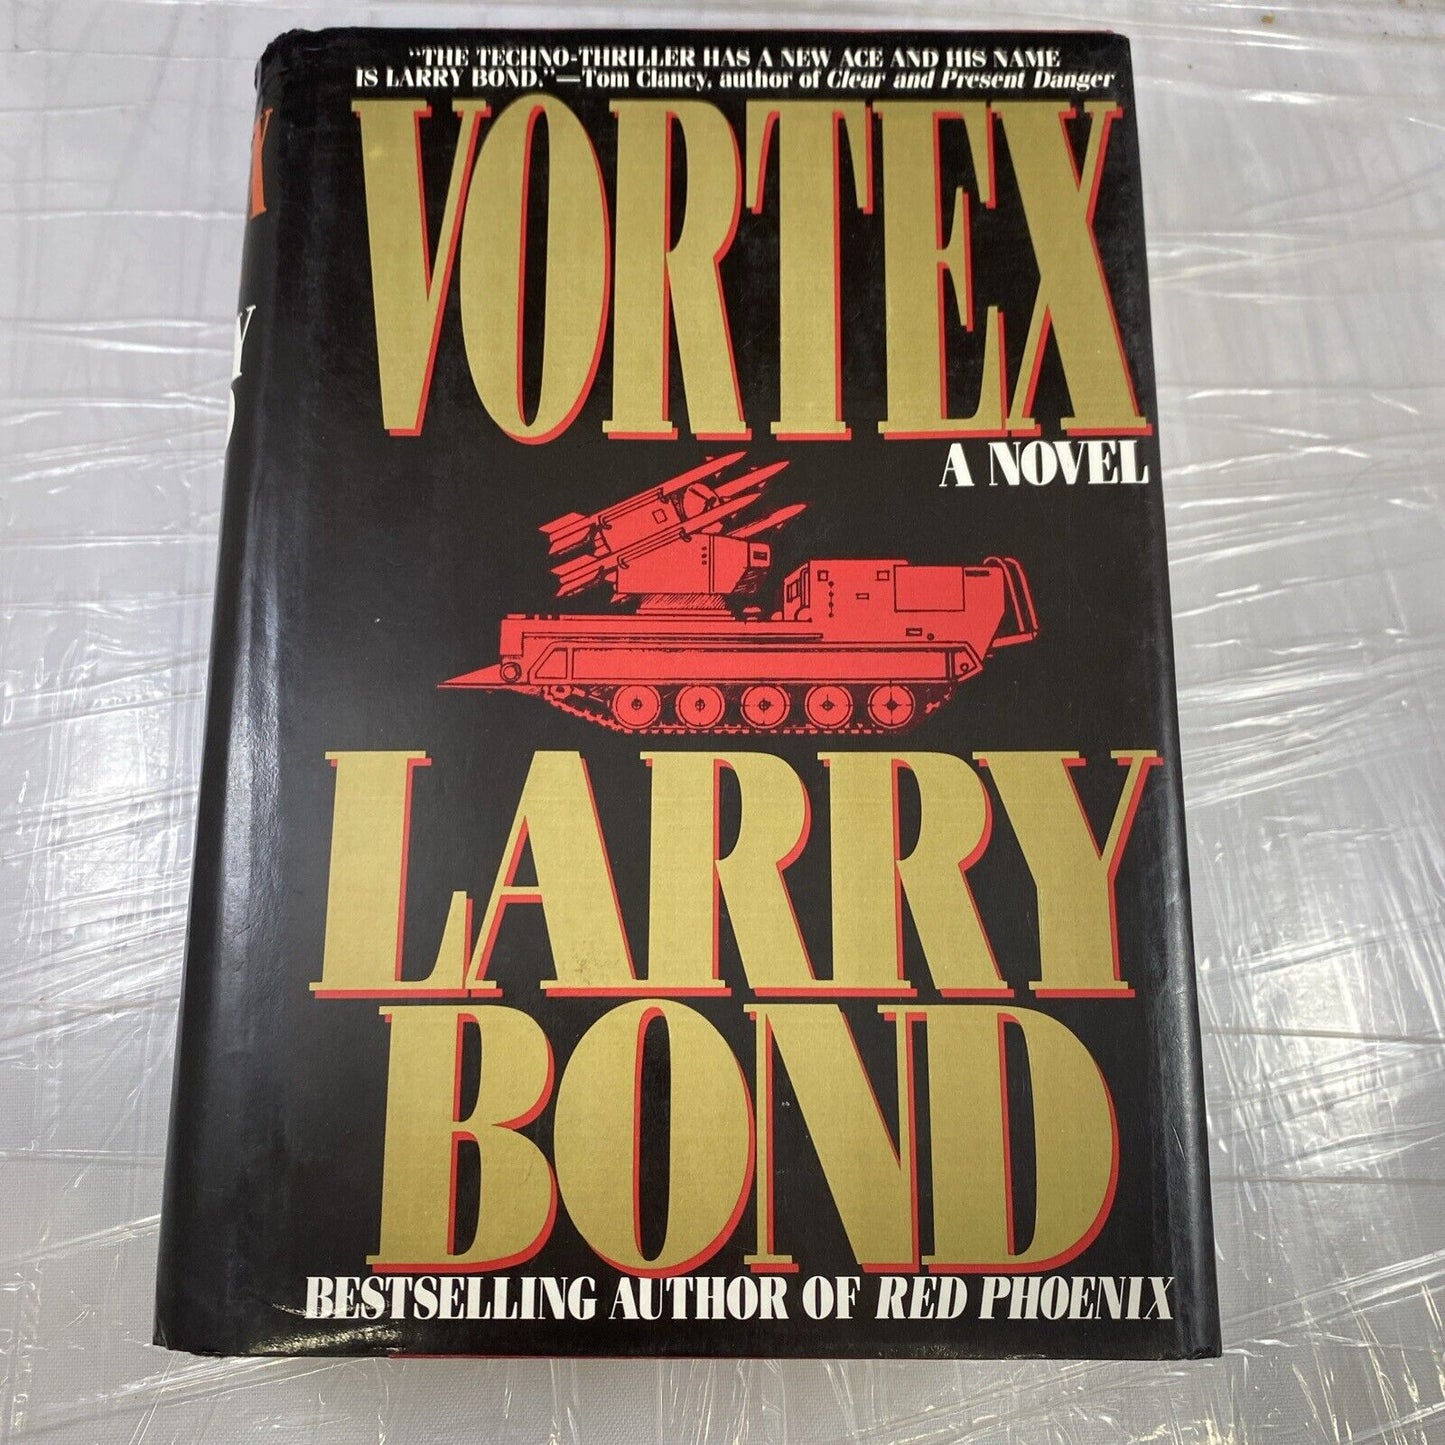 "THE TECHNO-THRILLER HAS A NEW ACE AND HIS NAME
IS LARRY BOND."—Tom Clancy, author of Clear and Present Danger
VORTEX
A NOVEL
LARRY
BOND
BESTSELLING AUTHOR OF RED PHOENIX